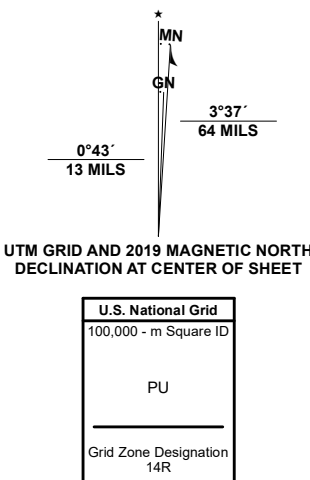 ★
MN
GN
3°37´
64 MILS
0°43´
13 MILS
UTM GRID AND 2019 MAGNETIC NORTH
DECLINATION AT CENTER OF SHEET
U.S. National Grid
100,000 - m Square ID
PU
Grid Zone Designation
14R